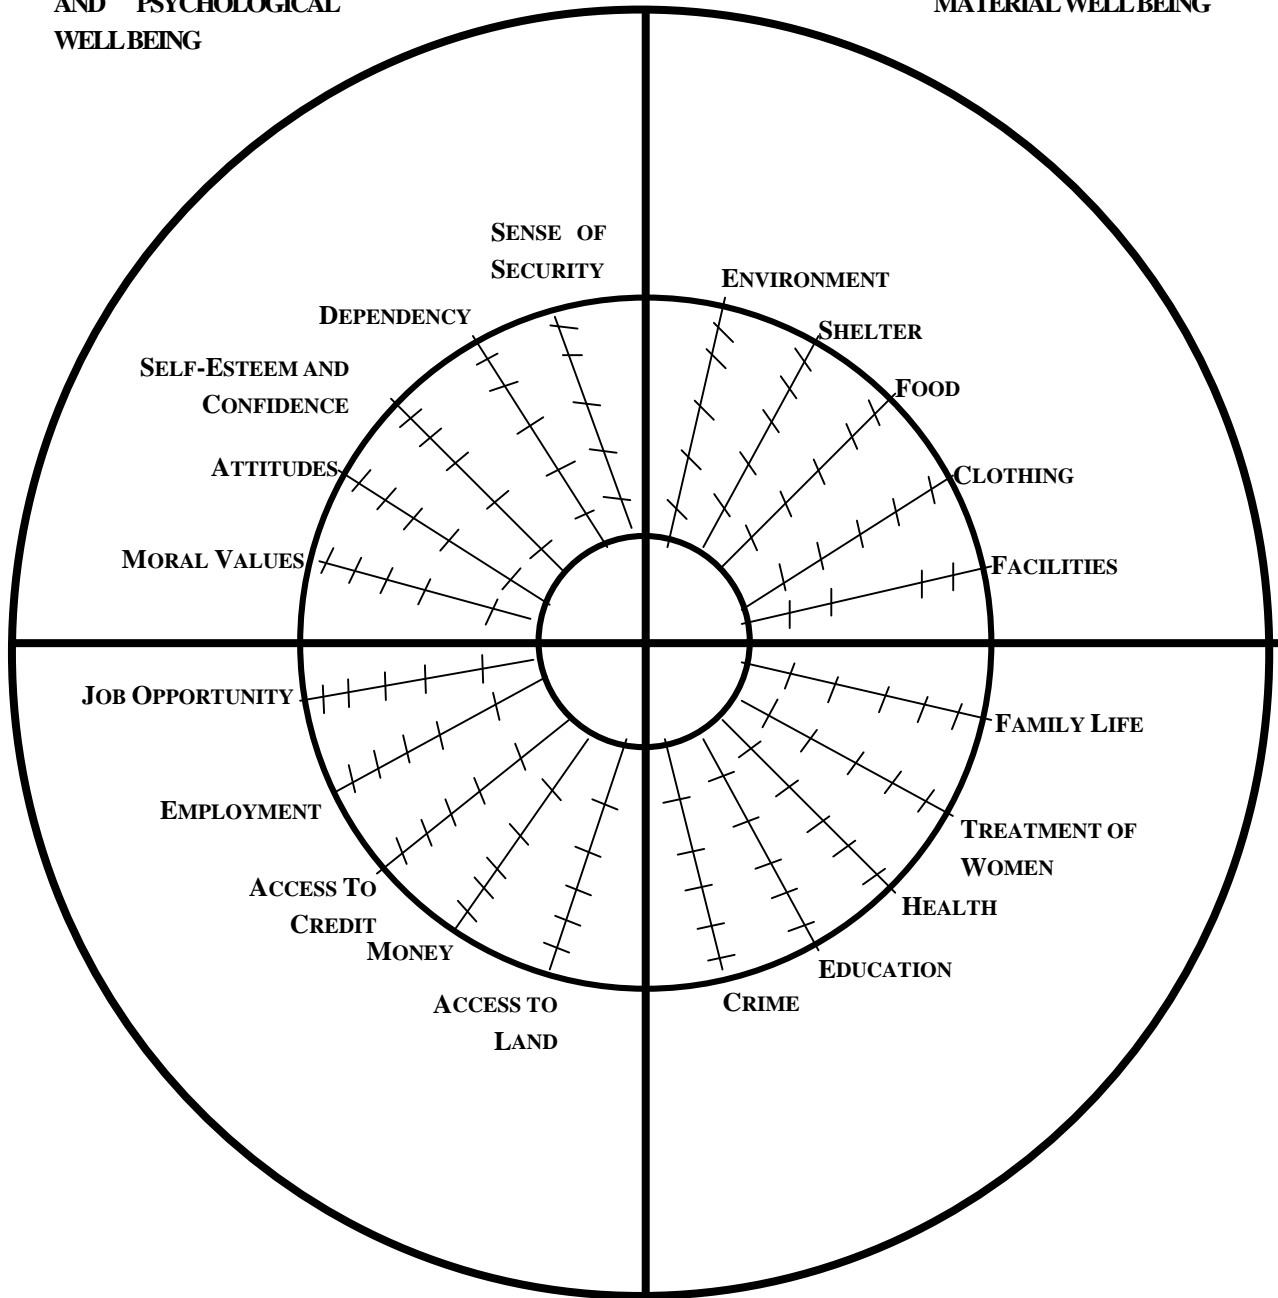 AND PSYCHOLOGICAL
WELL BEING
MATERIAL WELL BEING
SENSE OF
SECURITY
ENVIRONMENT
DEPENDENCY
SHELTER
SELF-ESTEEM AND
CONFIDENCE
FOOD
ATTITUDES
CLOTHING
MORAL VALUES
FACILITIES
JOB OPPORTUNITY
FAMILY LIFE
EMPLOYMENT
TREATMENT OF
WOMEN
ACCESS TO
CREDIT
HEALTH
MONEY
EDUCATION
ACCESS TO
LAND
CRIME